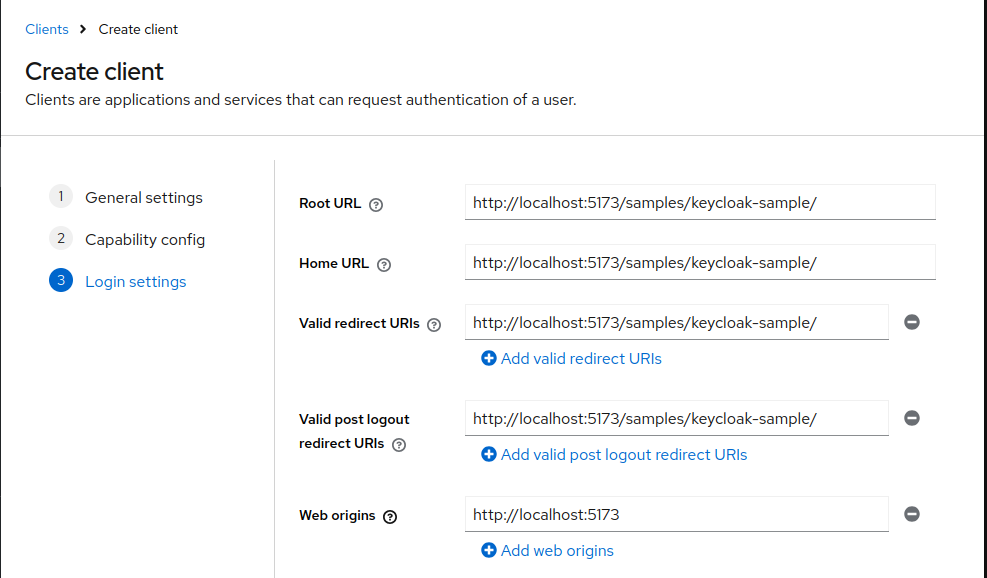 Clients > Create client
Create client
Clients are applications and services that can request authentication of a user.
1 General settings
2 Capability config
3 Login settings
Root URL ? http://localhost:5173/samples/keycloak-sample/
Home URL ? http://localhost:5173/samples/keycloak-sample/
Valid redirect URIs ? http://localhost:5173/samples/keycloak-sample/
Add valid redirect URIs
Valid post logout
redirect URIs ? http://localhost:5173/samples/keycloak-sample/
Add valid post logout redirect URIs
Web origins ? http://localhost:5173
Add web origins